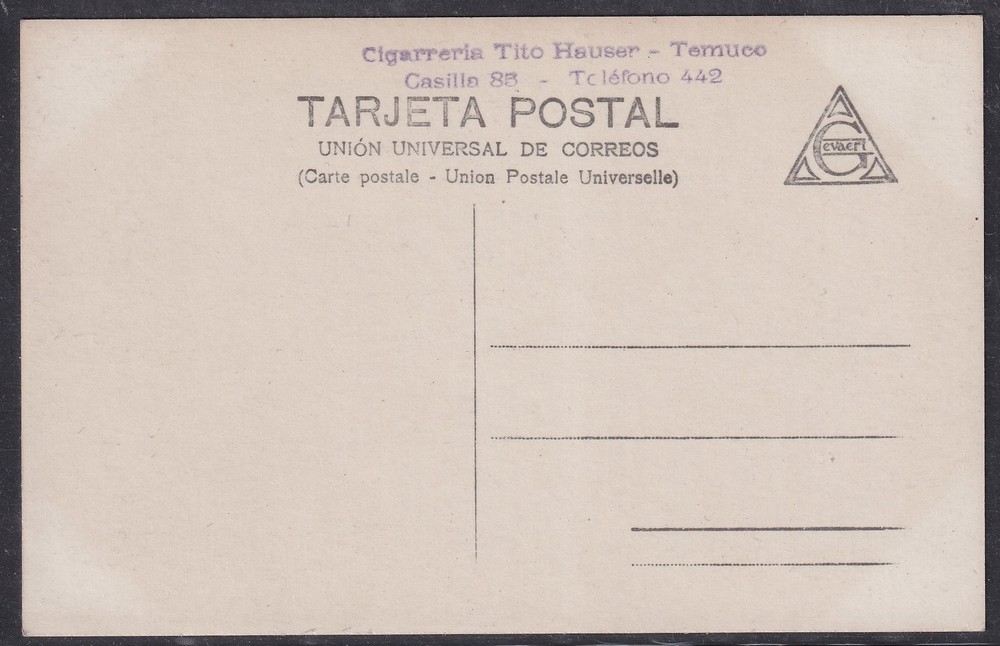 Cigarreria Tito Hauser - Temuco
Casilla 85 - Teléfono 442
TARJETA POSTAL
UNIÓN UNIVERSAL DE CORREOS
(Carte postale - Union Postale Universelle)
Gevaert